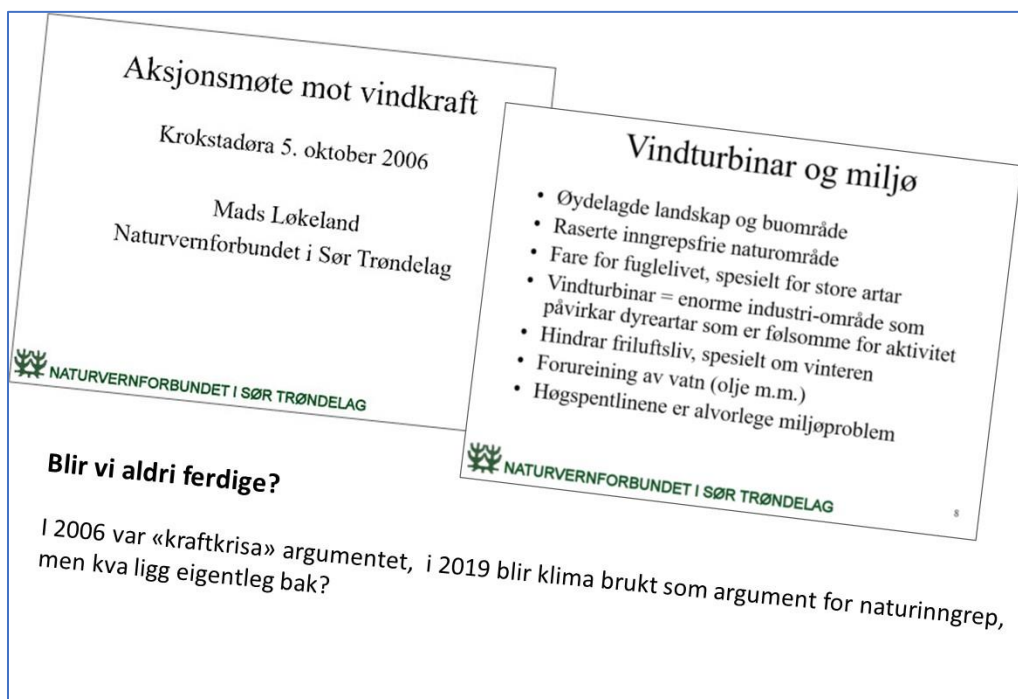 Aksjonsmøte mot vindkraft
Krokstadøra 5. oktober 2006
Mads Løkeland
Naturvernforbundet i Sør Trøndelag
NATURVERNFORBUNDET I SØR TRØNDELAG
Vindturbinar og miljø
• Øydelagde landskap og buområde
• Raserte inngrepsfrie naturområde
• Fare for fuglelivet, spesielt for store artar
• Vindturbinar = enorme industri-område som
påvirkar dyreartar som er følsomme for aktivitet
• Hindrar friluftsliv, spesielt om vinteren
• Forureining av vatn (olje m.m.)
• Høgspentlinene er alvorlege miljøproblem
NATURVERNFORBUNDET I SØR TRØNDELAG
8
Blir vi aldri ferdige?
I 2006 var «kraftkrisa» argumentet, i 2019 blir klima brukt som argument for naturinngrep,
men kva ligg eigentleg bak?